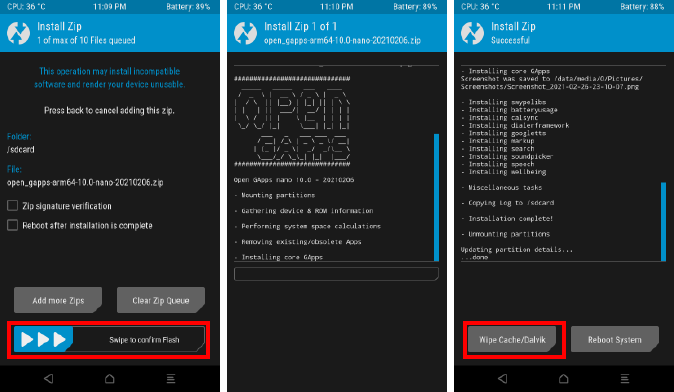 CPU: 36 °C 11:09 PM Battery: 89%
Install Zip
1 of max of 10 Files queued
This operation may install incompatible
software and render your device unusable.
Press back to cancel adding this zip.
Folder:
/sdcard
File:
open_gapps-arm64-10.0-nano-20210206.zip
Zip signature verification
Reboot after installation is complete
Add more Zips
Clear Zip Queue
Swipe to confirm Flash
CPU: 36 °C 11:10 PM Battery: 89%
Install Zip 1 of 1
open_gapps-arm64-10.0-nano-20210206.zip
##############################
##############################
Open GApps nano 10.0 - 20210206
- Mounting partitions
- Gathering device & ROM information
- Performing system space calculations
- Removing existing/obsolete Apps
- Installing core GApps
CPU: 36 °C 11:11 PM Battery: 88%
Install Zip
Successful
- Installing core GApps
Screenshot was saved to /data/media/0/Pictures/
Screenshots/Screenshot_2021-02-26-23-10-07.png
- Installing swypelibs
- Installing batteryusage
- Installing calsync
- Installing dialerframework
- Installing googletts
- Installing markup
- Installing search
- Installing soundpicker
- Installing speech
- Installing wellbeing
- Miscellaneous tasks
- Copying Log to /sdcard
- Installation complete!
- Unmounting partitions
Updating partition details...
...done
Wipe Cache/Dalvik
Reboot System